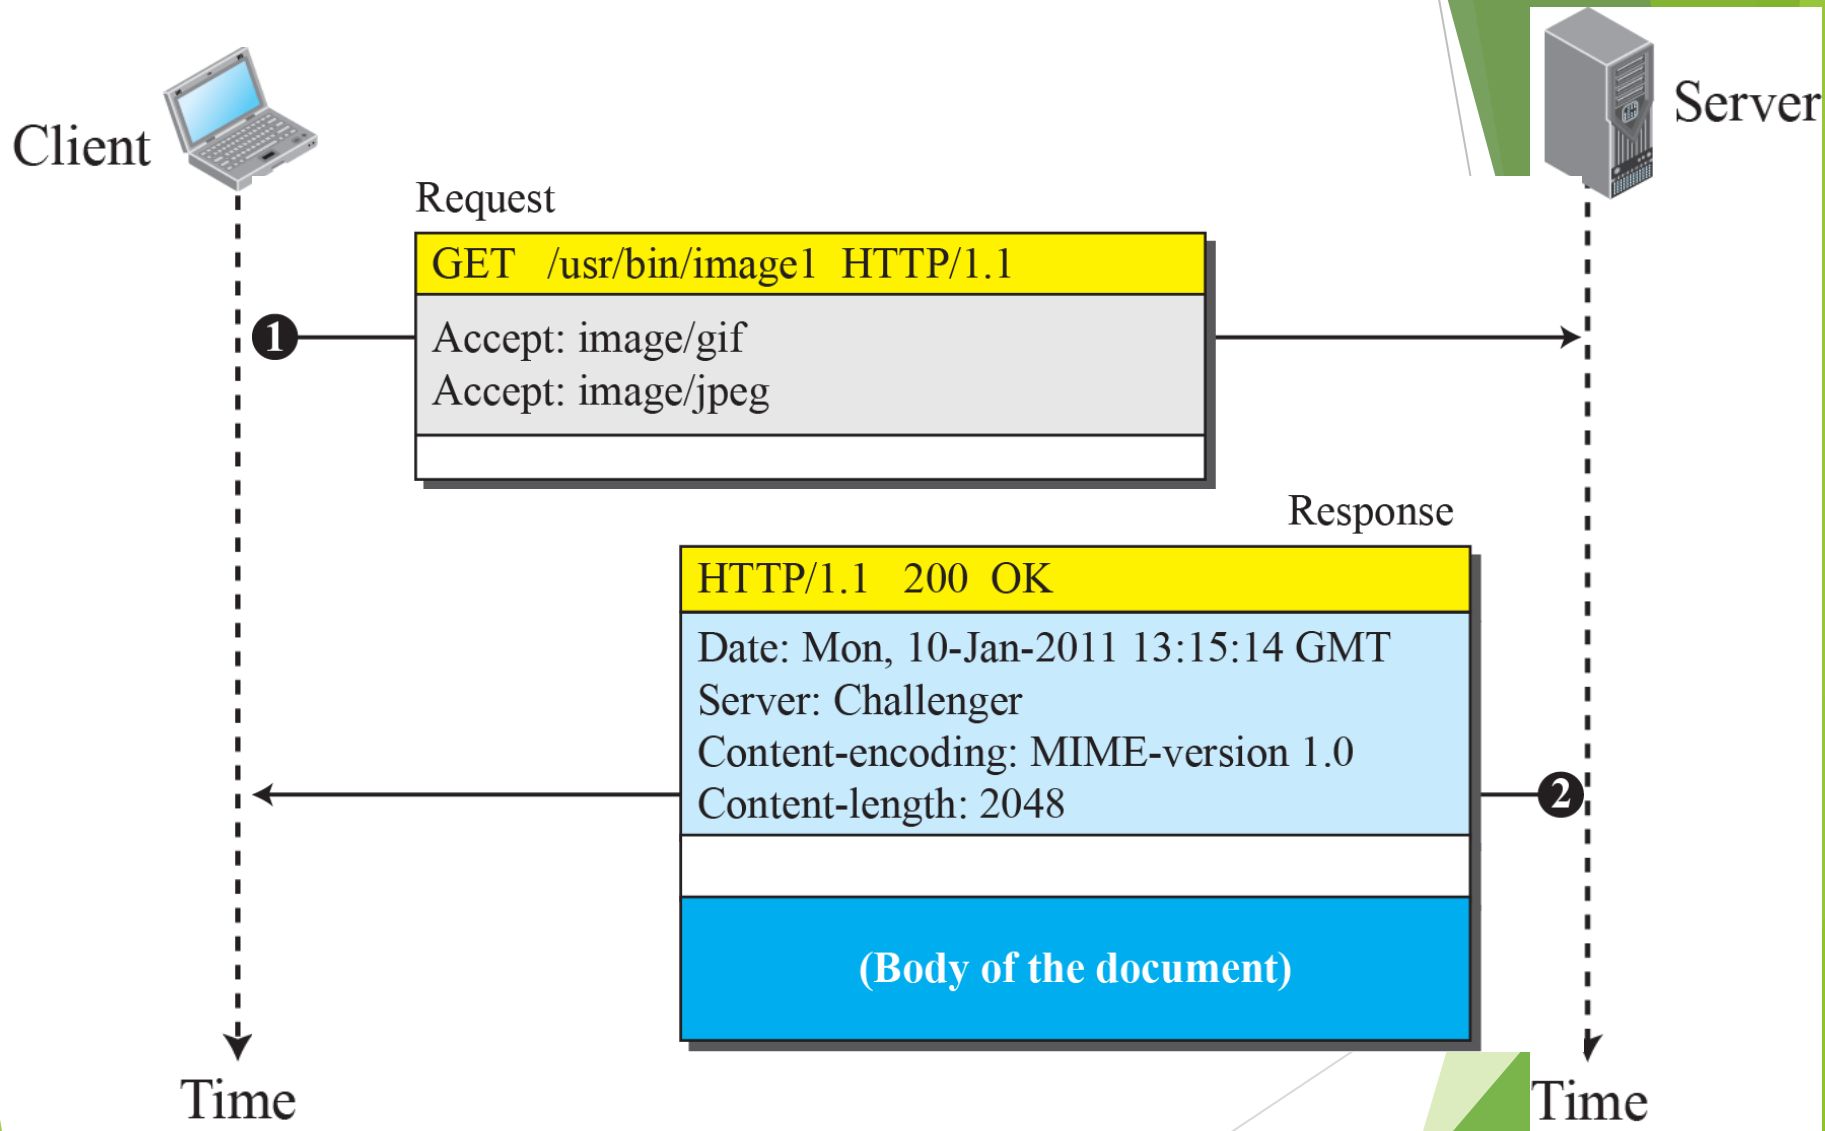 Client
Server
Request
GET /usr/bin/image1 HTTP/1.1
1
Accept: image/gif
Accept: image/jpeg
Response
HTTP/1.1 200 OK
Date: Mon, 10-Jan-2011 13:15:14 GMT
Server: Challenger
Content-encoding: MIME-version 1.0
Content-length: 2048
2
(Body of the document)
Time
Time